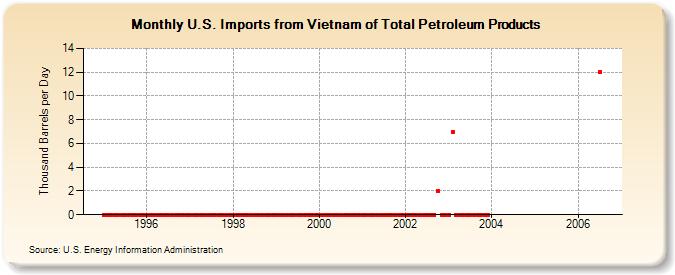 Monthly U.S. Imports from Vietnam of Total Petroleum Products
Thousand Barrels per Day
14
12
10
8
6
4
2
0
1996 1998 2000 2002 2004 2006
Source: U.S. Energy Information Administration